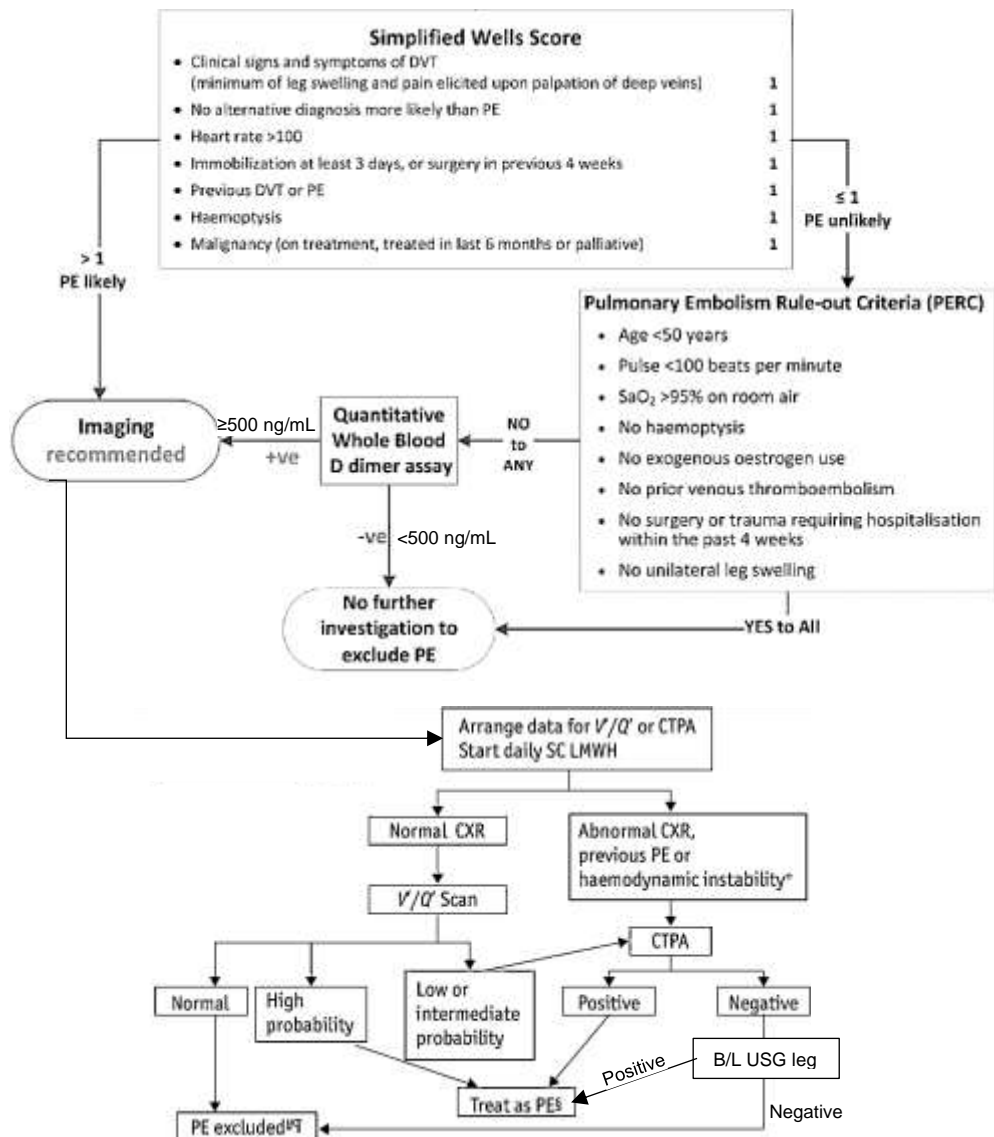 Simplified Wells Score
• Clinical signs and symptoms of DVT
(minimum of leg swelling and pain elicited upon palpation of deep veins) 1
• No alternative diagnosis more likely than PE 1
• Heart rate >100 1
• Immobilization at least 3 days, or surgery in previous 4 weeks 1
• Previous DVT or PE 1
• Haemoptysis 1
• Malignancy (on treatment, treated in last 6 months or palliative) 1
> 1
PE likely
≤ 1
PE unlikely
Pulmonary Embolism Rule-out Criteria (PERC)
• Age <50 years
• Pulse <100 beats per minute
• SaO₂ >95% on room air
• No haemoptysis
• No exogenous oestrogen use
• No prior venous thromboembolism
• No surgery or trauma requiring hospitalisation
within the past 4 weeks
• No unilateral leg swelling
NO
to
ANY
YES to All
Quantitative
Whole Blood
D dimer assay
≥500 ng/mL
+ve
Imaging
recommended
-ve
<500 ng/mL
No further
investigation to
exclude PE
Arrange data for V'/Q' or CTPA
Start daily SC LMWH
Normal CXR
Abnormal CXR,
previous PE or
haemodynamic instability⁺
V'/Q' Scan
CTPA
Normal
High
probability
Low or
intermediate
probability
Positive
Negative
B/L USG leg
Positive
Negative
Treat as PE§
PE excluded